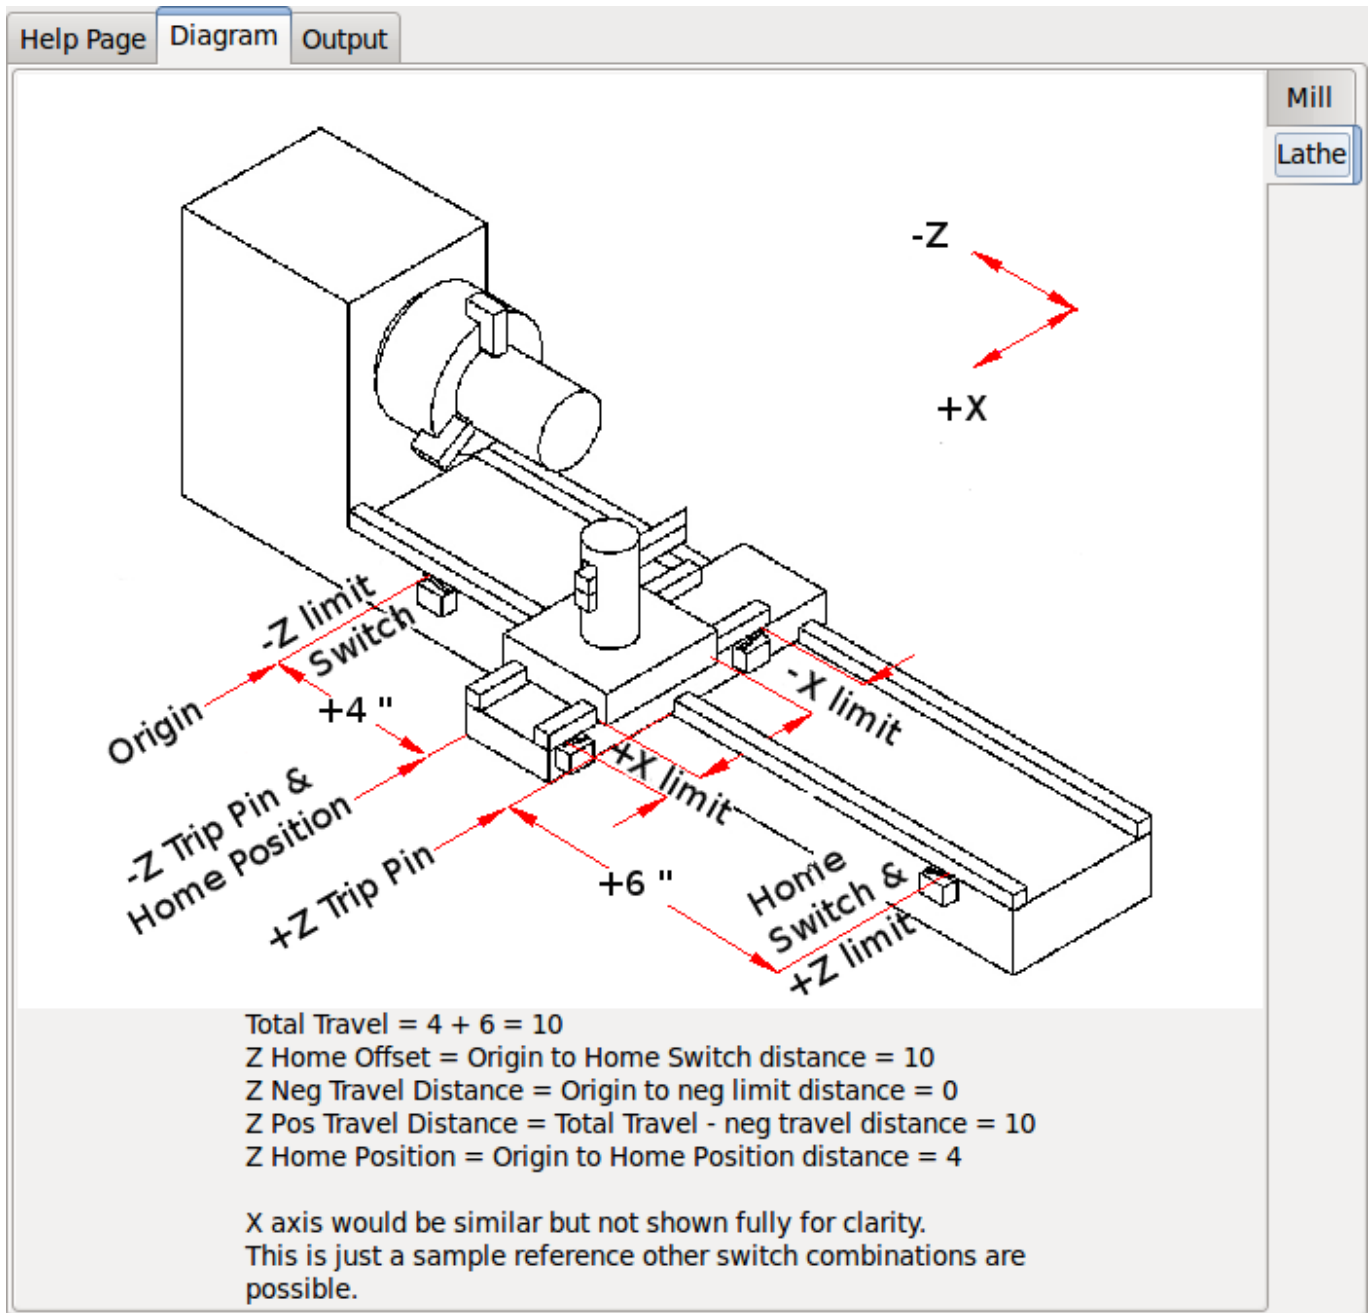 Help Page
Diagram
Output
Mill
Lathe
-Z
+X
-Z limit
Switch
Origin
+4 "
-X limit
+X limit
-Z Trip Pin &
Home Position
+Z Trip Pin
+6 "
Home
Switch &
+Z limit
Total Travel = 4 + 6 = 10
Z Home Offset = Origin to Home Switch distance = 10
Z Neg Travel Distance = Origin to neg limit distance = 0
Z Pos Travel Distance = Total Travel - neg travel distance = 10
Z Home Position = Origin to Home Position distance = 4
X axis would be similar but not shown fully for clarity.
This is just a sample reference other switch combinations are
possible.